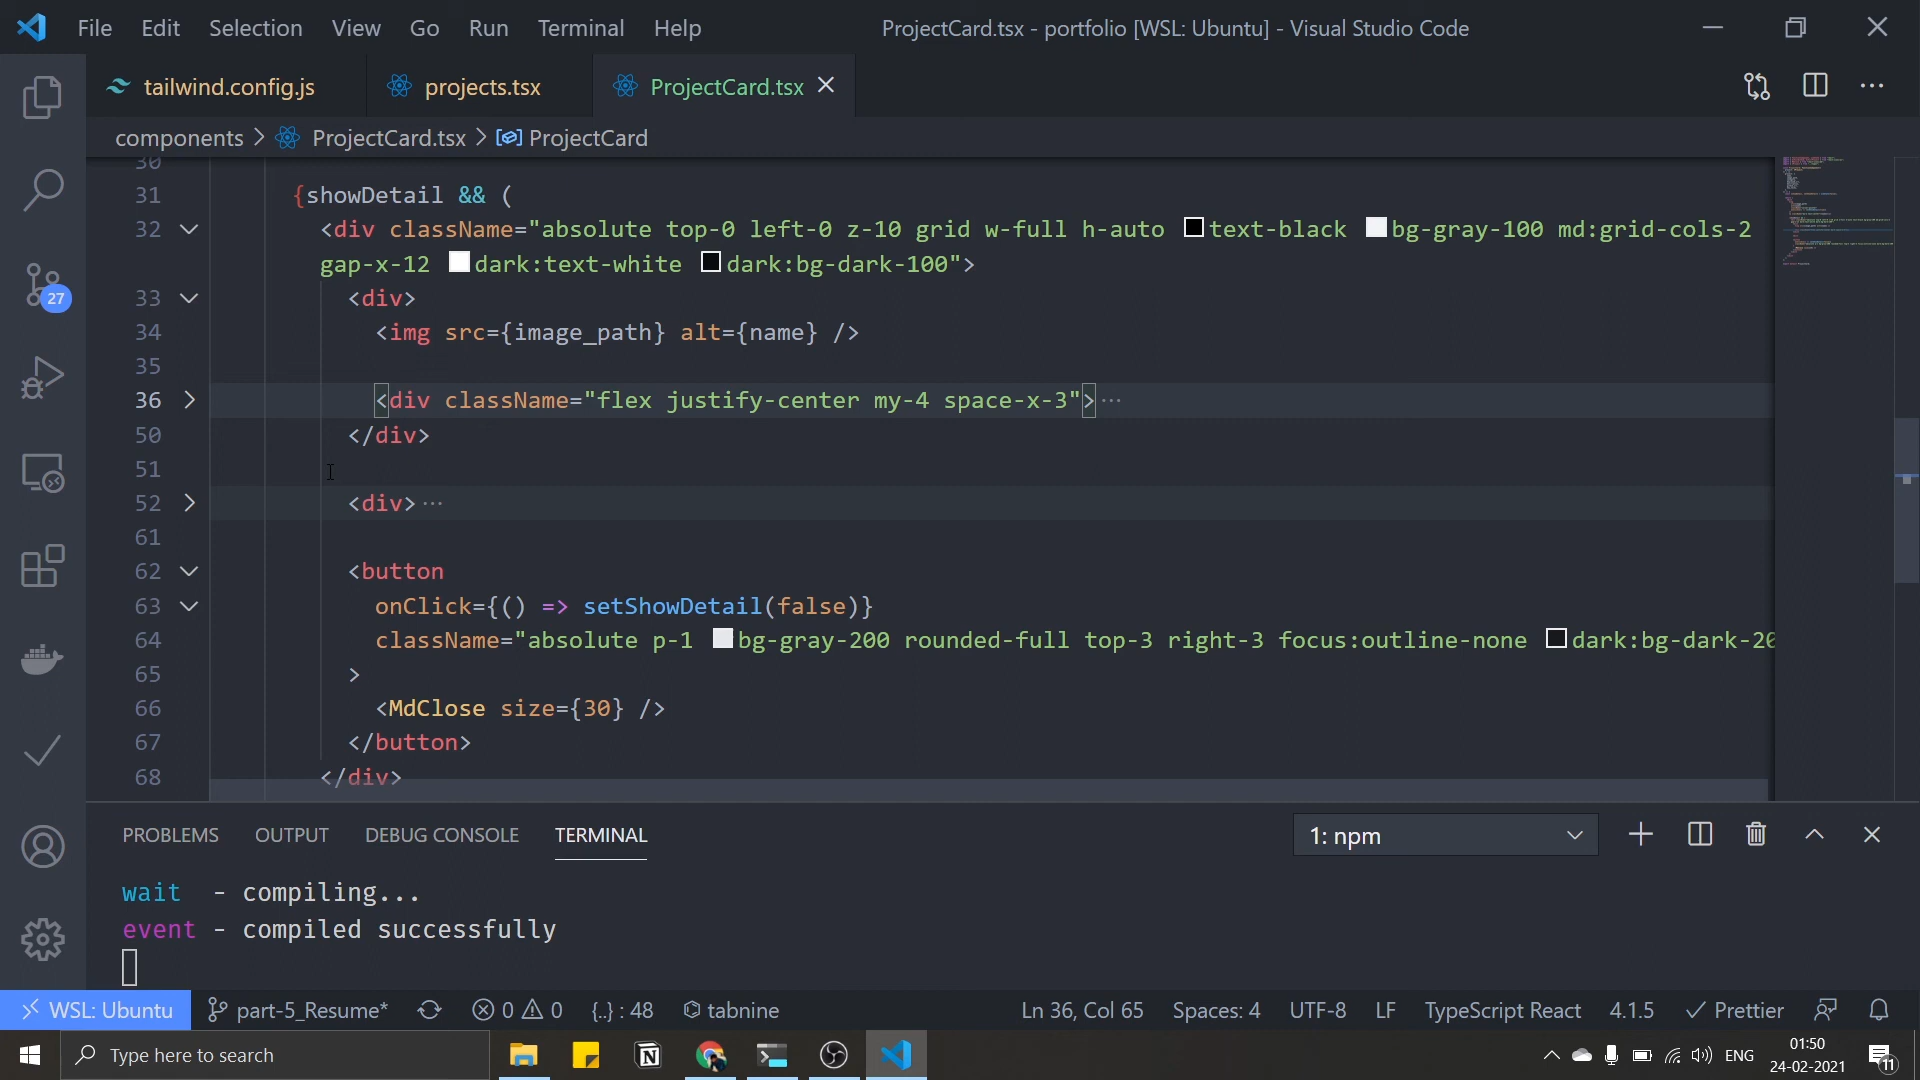 File Edit Selection View Go Run Terminal Help ProjectCard.tsx - portfolio [WSL: Ubuntu] - Visual Studio Code
tailwind.config.js projects.tsx ProjectCard.tsx
components > ProjectCard.tsx > ProjectCard
30
31 {showDetail && (
32 <div className="absolute top-0 left-0 z-10 grid w-full h-auto text-black bg-gray-100 md:grid-cols-2
gap-x-12 dark:text-white dark:bg-dark-100">
33 <div>
34 <img src={image_path} alt={name} />
35
36 <div className="flex justify-center my-4 space-x-3">···
50 </div>
51
52 <div>···
61
62 <button
63 onClick={() => setShowDetail(false)}
64 className="absolute p-1 bg-gray-200 rounded-full top-3 right-3 focus:outline-none dark:bg-dark-20
65 >
66 <MdClose size={30} />
67 </button>
68 </div>
27
PROBLEMS OUTPUT DEBUG CONSOLE TERMINAL 1: npm
wait - compiling...
event - compiled successfully
WSL: Ubuntu part-5_Resume* 0 0 {..} : 48 tabnine Ln 36, Col 65 Spaces: 4 UTF-8 LF TypeScript React 4.1.5 Prettier
Type here to search ENG 01:50
24-02-2021 11